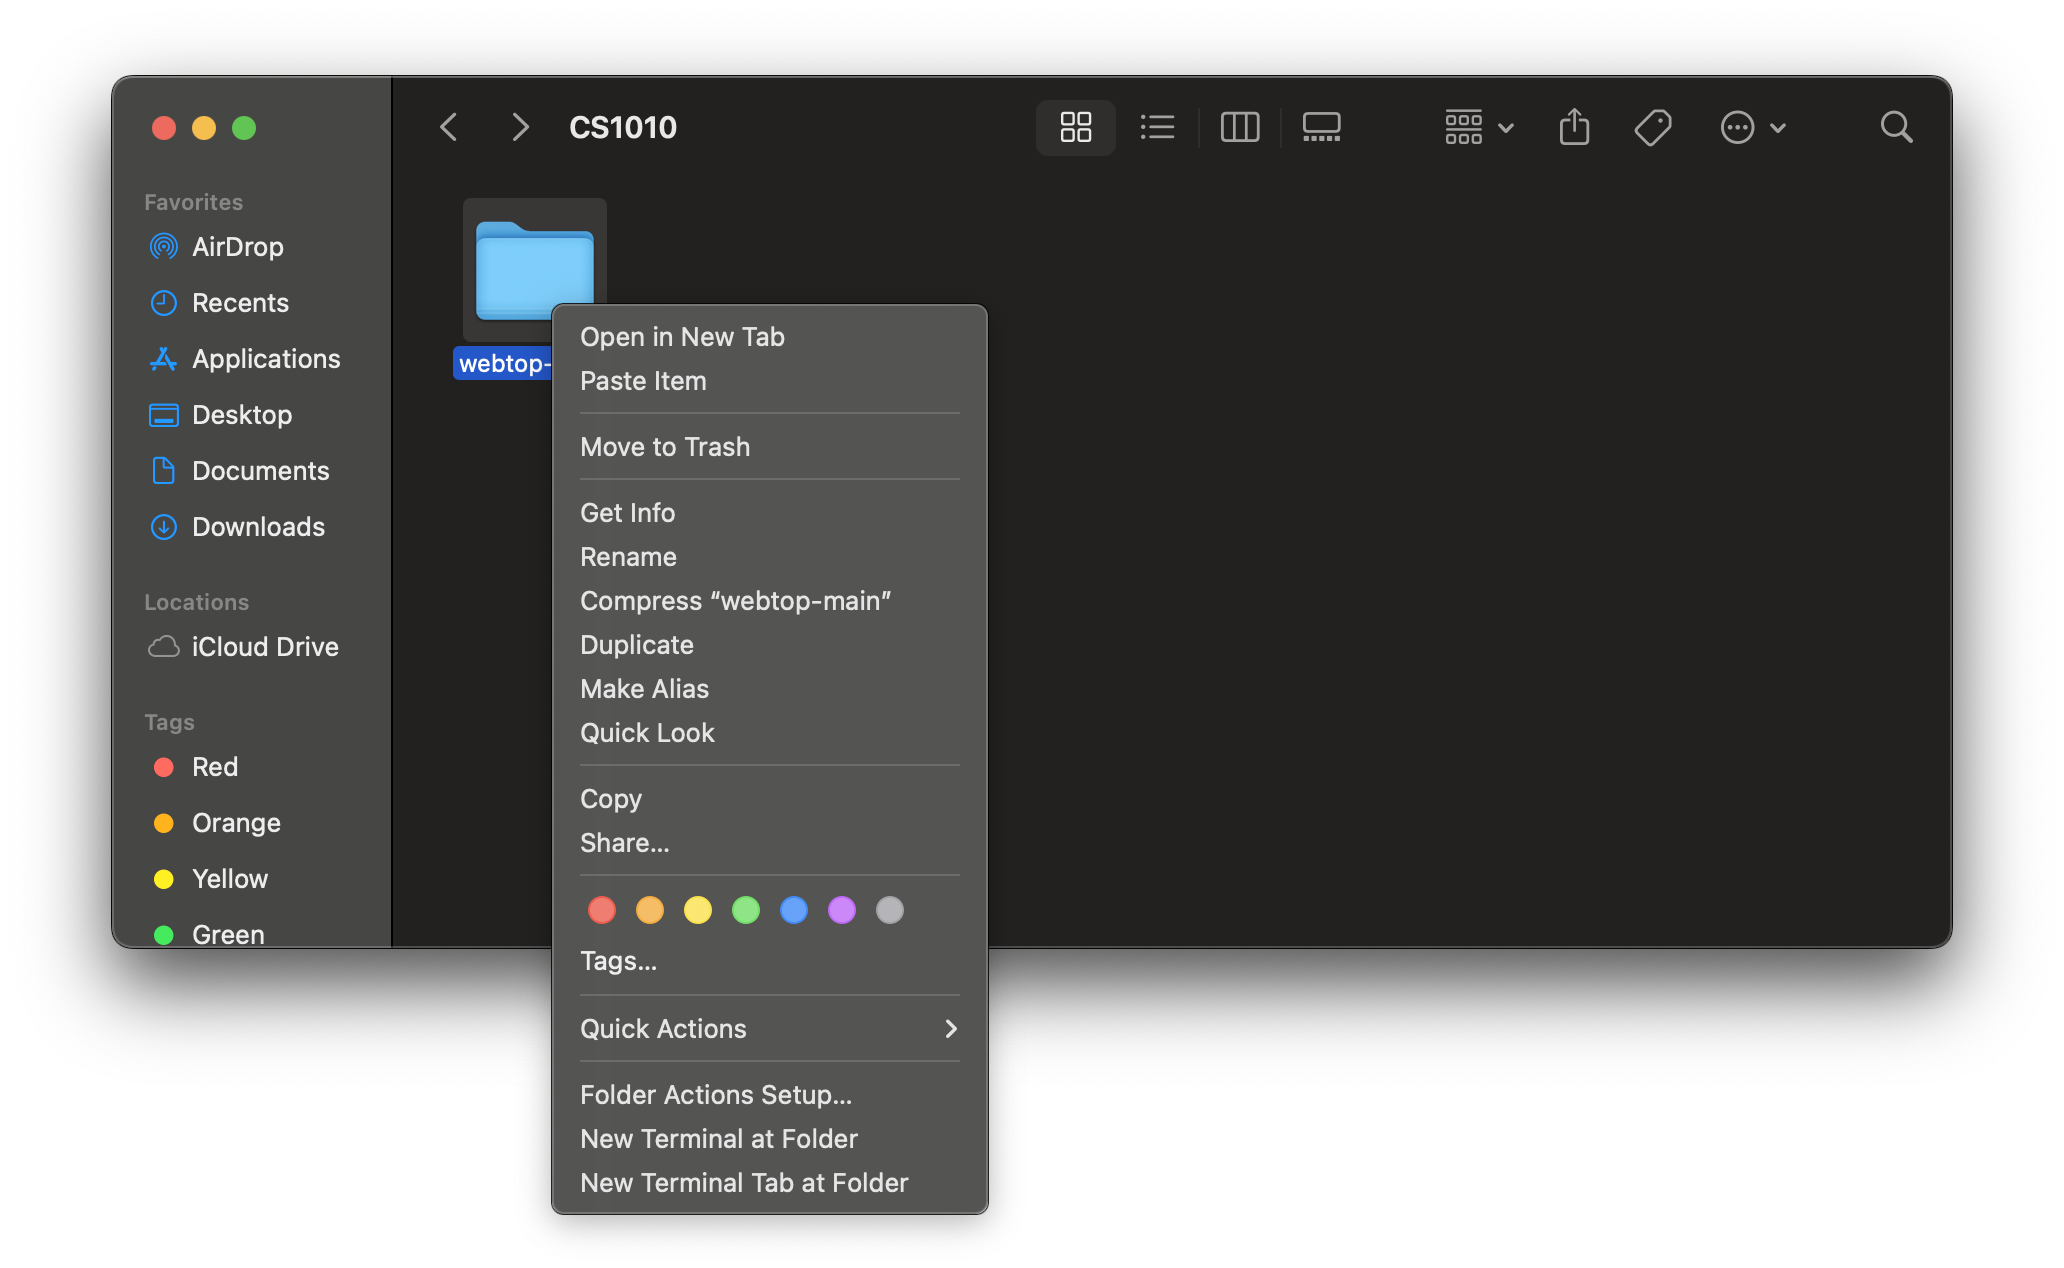 CS1010
Favorites
AirDrop
Recents
Applications
Desktop
Documents
Downloads
Locations
iCloud Drive
Tags
Red
Orange
Yellow
Green
webtop-
Open in New Tab
Paste Item
Move to Trash
Get Info
Rename
Compress “webtop-main”
Duplicate
Make Alias
Quick Look
Copy
Share...
Tags...
Quick Actions
Folder Actions Setup...
New Terminal at Folder
New Terminal Tab at Folder